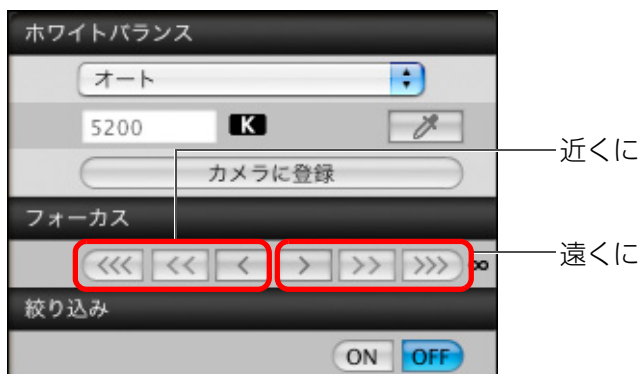 ホワイトバランス
オート
5200 K
カメラに登録
近くに
フォーカス
<<< << < > >> >>> ∞
遠くに
絞り込み
ON OFF